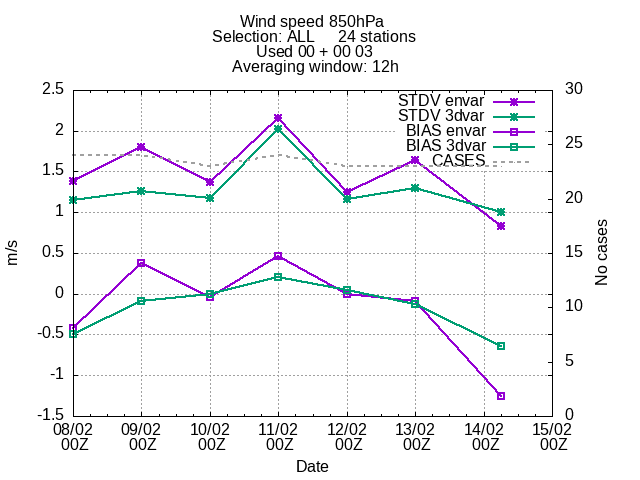 Wind speed 850hPa
Selection: ALL 24 stations
Used 00 + 00 03
Averaging window: 12h
STDV envar
STDV 3dvar
BIAS envar
BIAS 3dvar
CASES
2.5
2
1.5
1
0.5
0
-0.5
-1
-1.5
m/s
30
25
20
15
10
5
0
No cases
08/02 09/02 10/02 11/02 12/02 13/02 14/02 15/02
00Z 00Z 00Z 00Z 00Z 00Z 00Z 00Z
Date